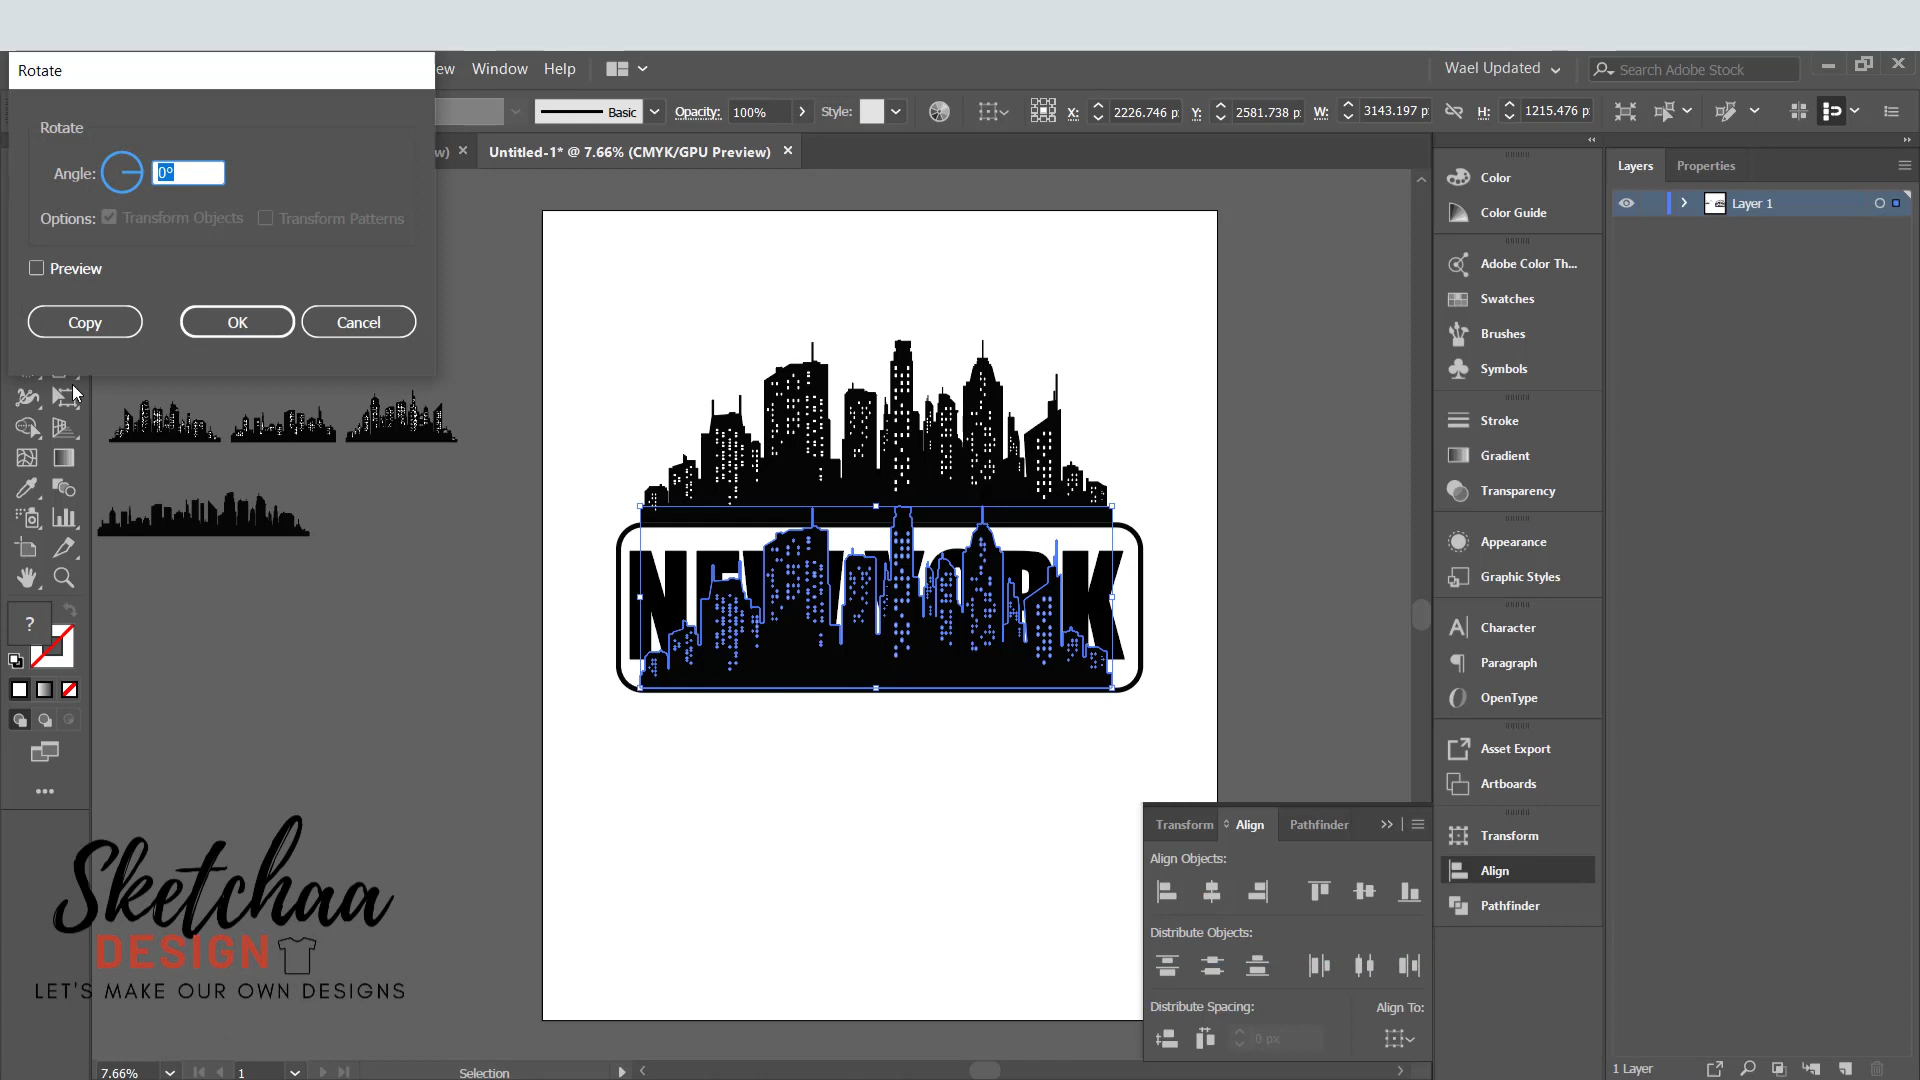 Rotate
ew Window Help
Wael Updated
Search Adobe Stock
Rotate
Angle: 0°
Options: Transform Objects Transform Patterns
Preview
Copy OK Cancel
Basic Opacity: 100% Style: X: 2226.746 p Y: 2581.738 p W: 3143.197 p H: 1215.476 p
w) × Untitled-1* @ 7.66% (CMYK/GPU Preview) ×
Color
Color Guide
Adobe Color Th...
Swatches
Brushes
Symbols
Stroke
Gradient
Transparency
Appearance
Graphic Styles
Character
Paragraph
OpenType
Asset Export
Artboards
Transform
Align
Pathfinder
Layers Properties
Layer 1
NEW YORK
?
Sketchaa
DESIGN
LET'S MAKE OUR OWN DESIGNS
Transform Align Pathfinder
Align Objects:
Distribute Objects:
Distribute Spacing: Align To:
0 px
7.66% 1 Selection
1 Layer